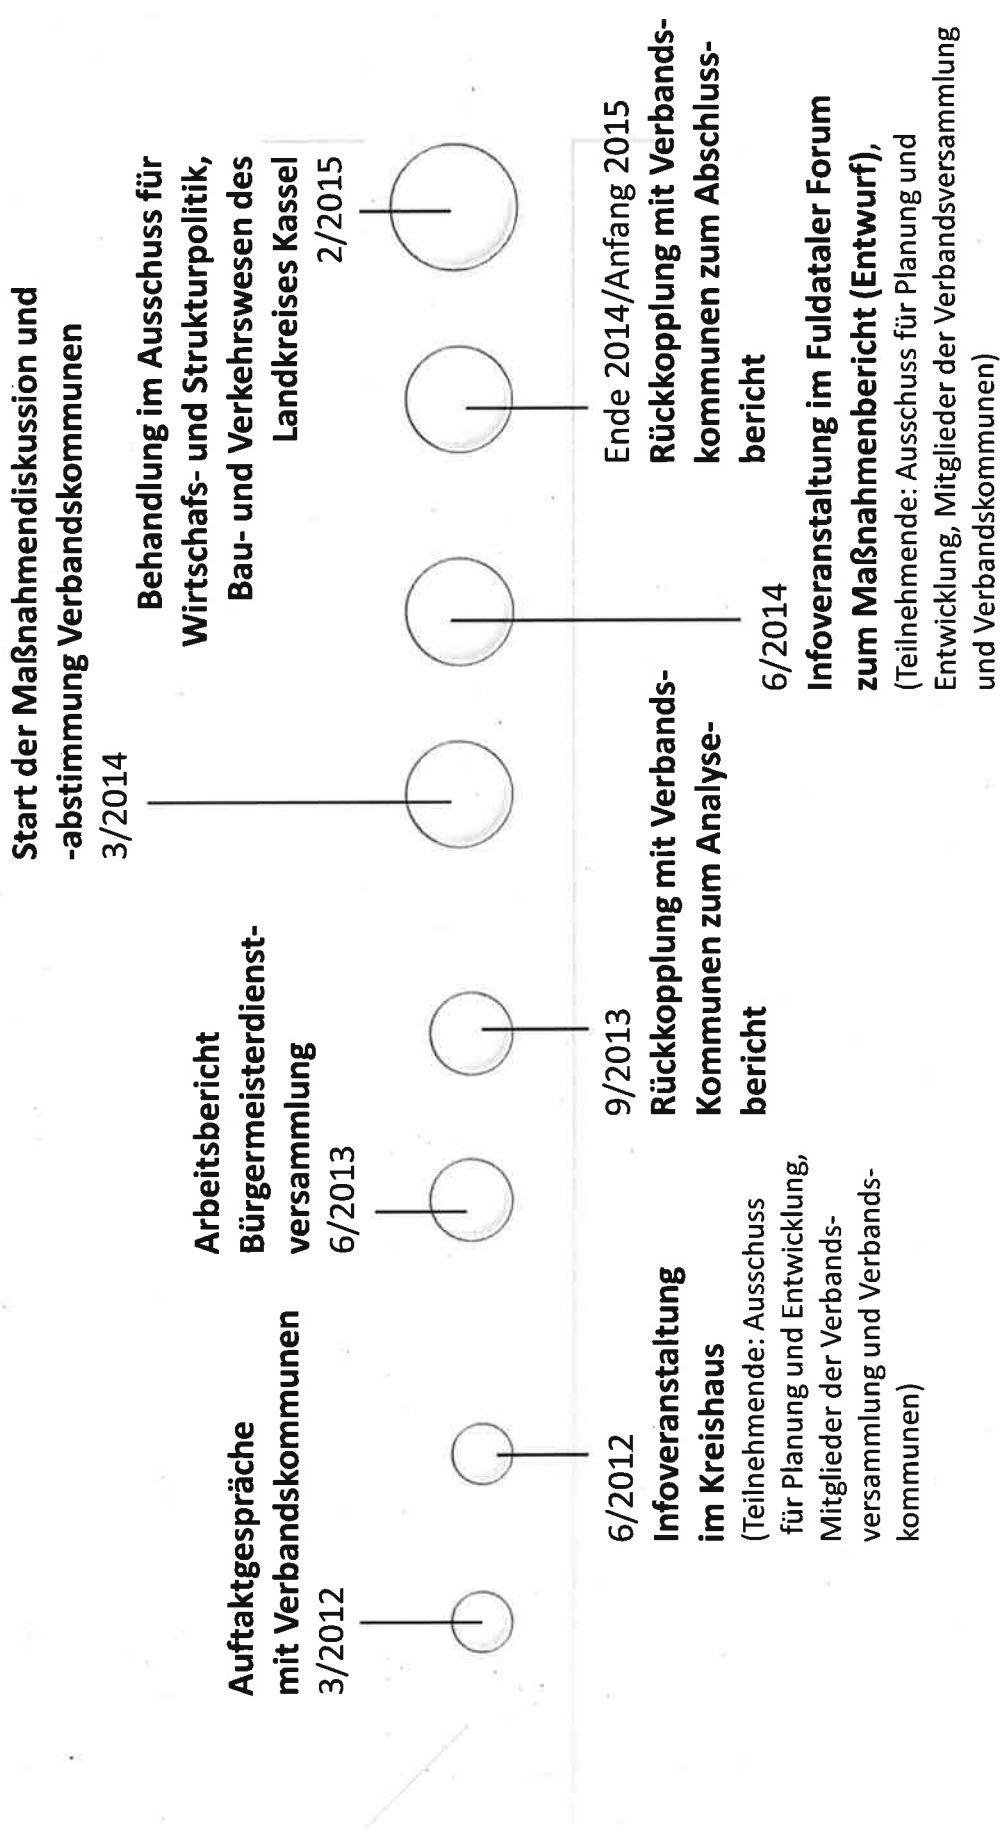 Auftaktgespräche
mit Verbandskommunen
3/2012
6/2012
Infoveranstaltung
im Kreishaus
(Teilnehmende: Ausschuss
für Planung und Entwicklung,
Mitglieder der Verbands-
versammlung und Verbands-
kommunen)
Arbeitsbericht
Bürgermeisterdienst-
versammlung
6/2013
9/2013
Rückkopplung mit Verbands-
Kommunen zum Analyse-
bericht
Start der Maßnahmendiskussion und
-abstimmung Verbandskommunen
3/2014
6/2014
Infoveranstaltung im Fuldataler Forum
zum Maßnahmenbericht (Entwurf),
(Teilnehmende: Ausschuss für Planung und
Entwicklung, Mitglieder der Verbandsversammlung
und Verbandskommunen)
Ende 2014/Anfang 2015
Rückkopplung mit Verbands-
kommunen zum Abschluss-
bericht
Behandlung im Ausschuss für
Wirtschafs- und Strukturpolitik,
Bau- und Verkehrswesen des
Landkreises Kassel
2/2015